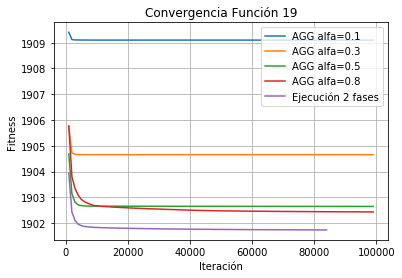 Convergencia Función 19
Fitness
1909
1908
1907
1906
1905
1904
1903
1902
AGG alfa=0.1
AGG alfa=0.3
AGG alfa=0.5
AGG alfa=0.8
Ejecución 2 fases
0 20000 40000 60000 80000 100000
Iteración